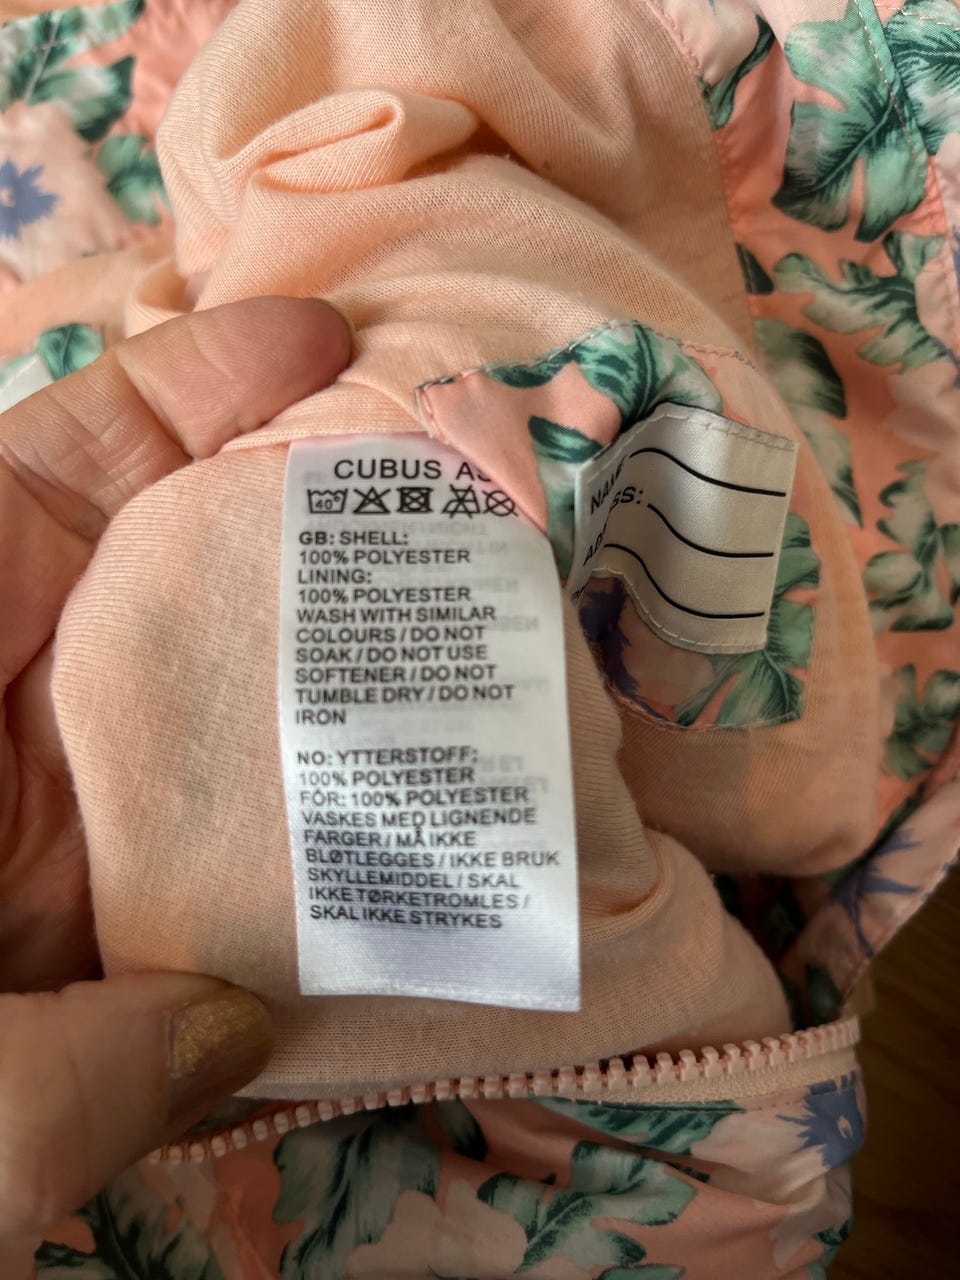 CUBUS AS
40°
GB: SHELL:
100% POLYESTER
LINING:
100% POLYESTER
WASH WITH SIMILAR
COLOURS / DO NOT
SOAK / DO NOT USE
SOFTENER / DO NOT
TUMBLE DRY / DO NOT
IRON
NO: YTTERSTOFF:
100% POLYESTER
FÔR: 100% POLYESTER
VASKES MED LIGNENDE
FARGER / MÅ IKKE
BLØTLEGGES / IKKE BRUK
SKYLLEMIDDEL / SKAL
IKKE TØRKETROMLES /
SKAL IKKE STRYKES
NAME: